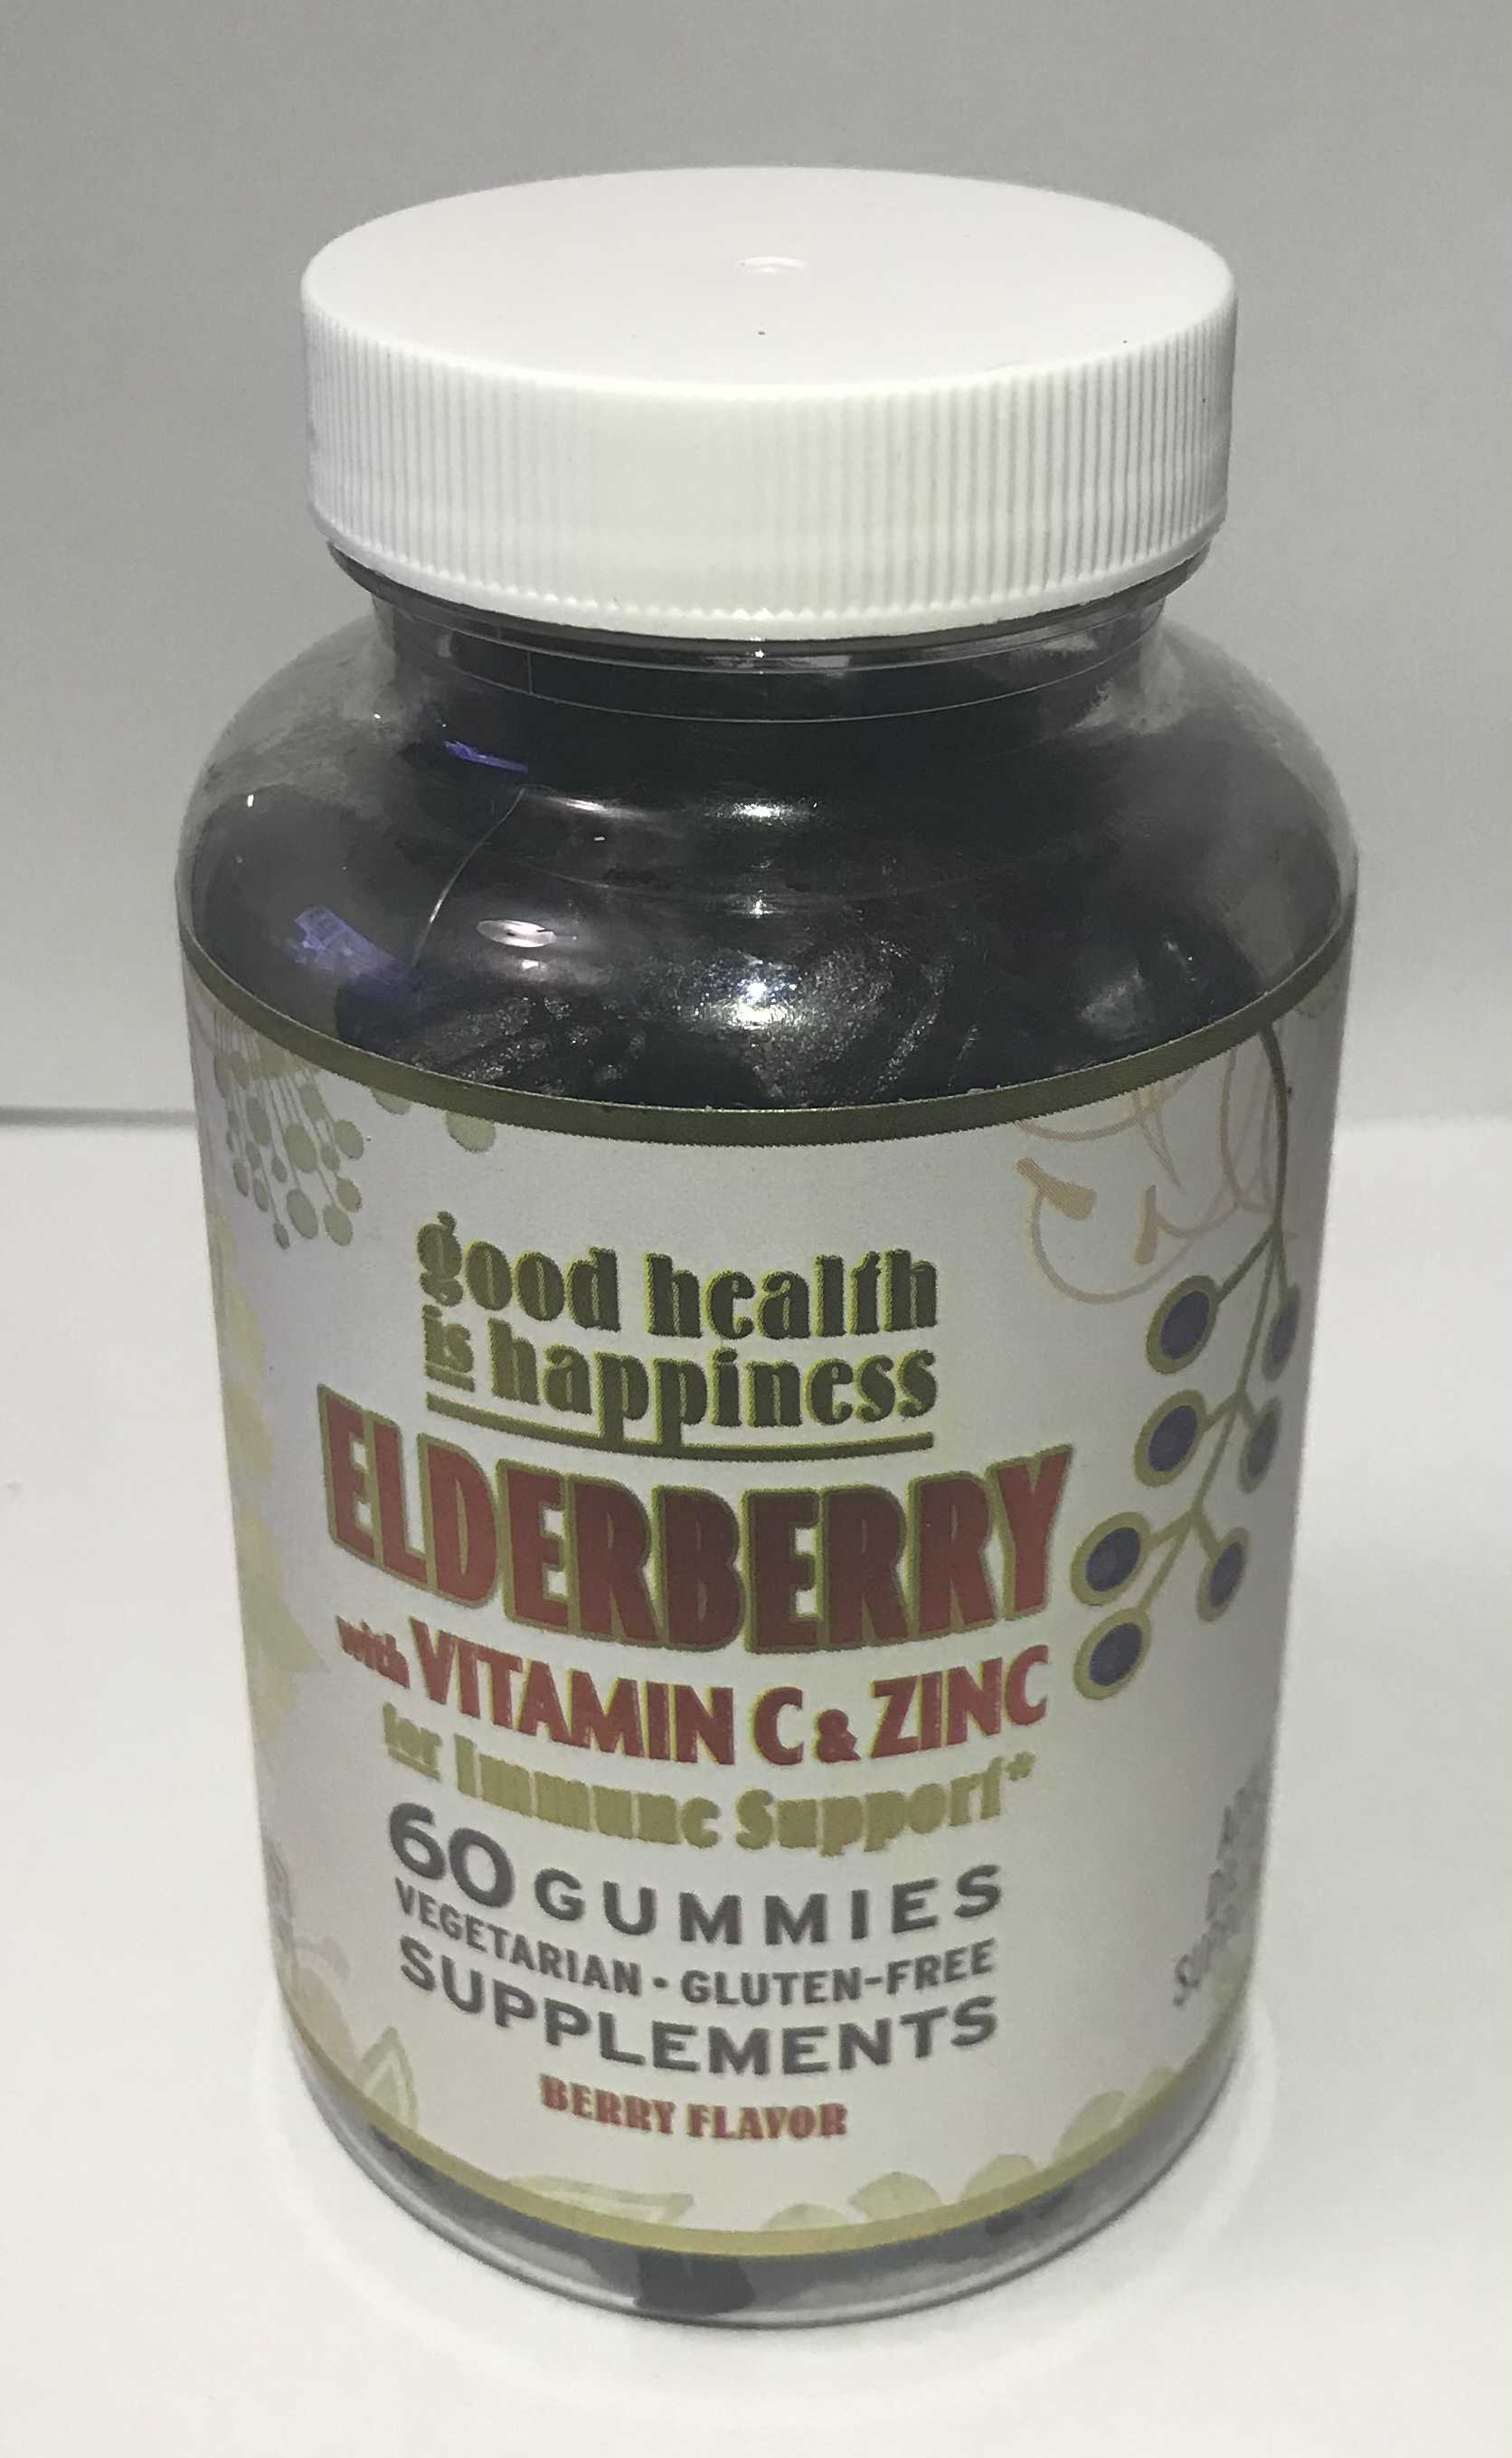 good health
is happiness
ELDERBERRY
with VITAMIN C & ZINC
for Immune Support*
60 GUMMIES
VEGETARIAN • GLUTEN-FREE
SUPPLEMENTS
BERRY FLAVOR